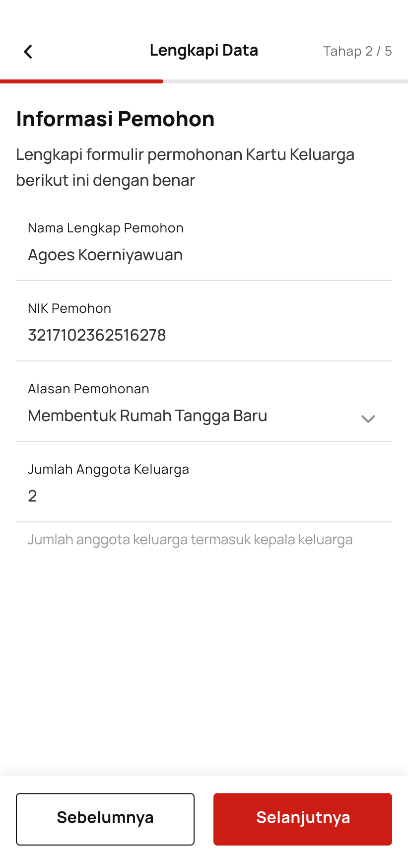 Lengkapi Data
Tahap 2 / 5
Informasi Pemohon
Lengkapi formulir permohonan Kartu Keluarga
berikut ini dengan benar
Nama Lengkap Pemohon
Agoes Koerniyawuan
NIK Pemohon
3217102362516278
Alasan Pemohonan
Membentuk Rumah Tangga Baru
Jumlah Anggota Keluarga
2
Jumlah anggota keluarga termasuk kepala keluarga
Sebelumnya
Selanjutnya